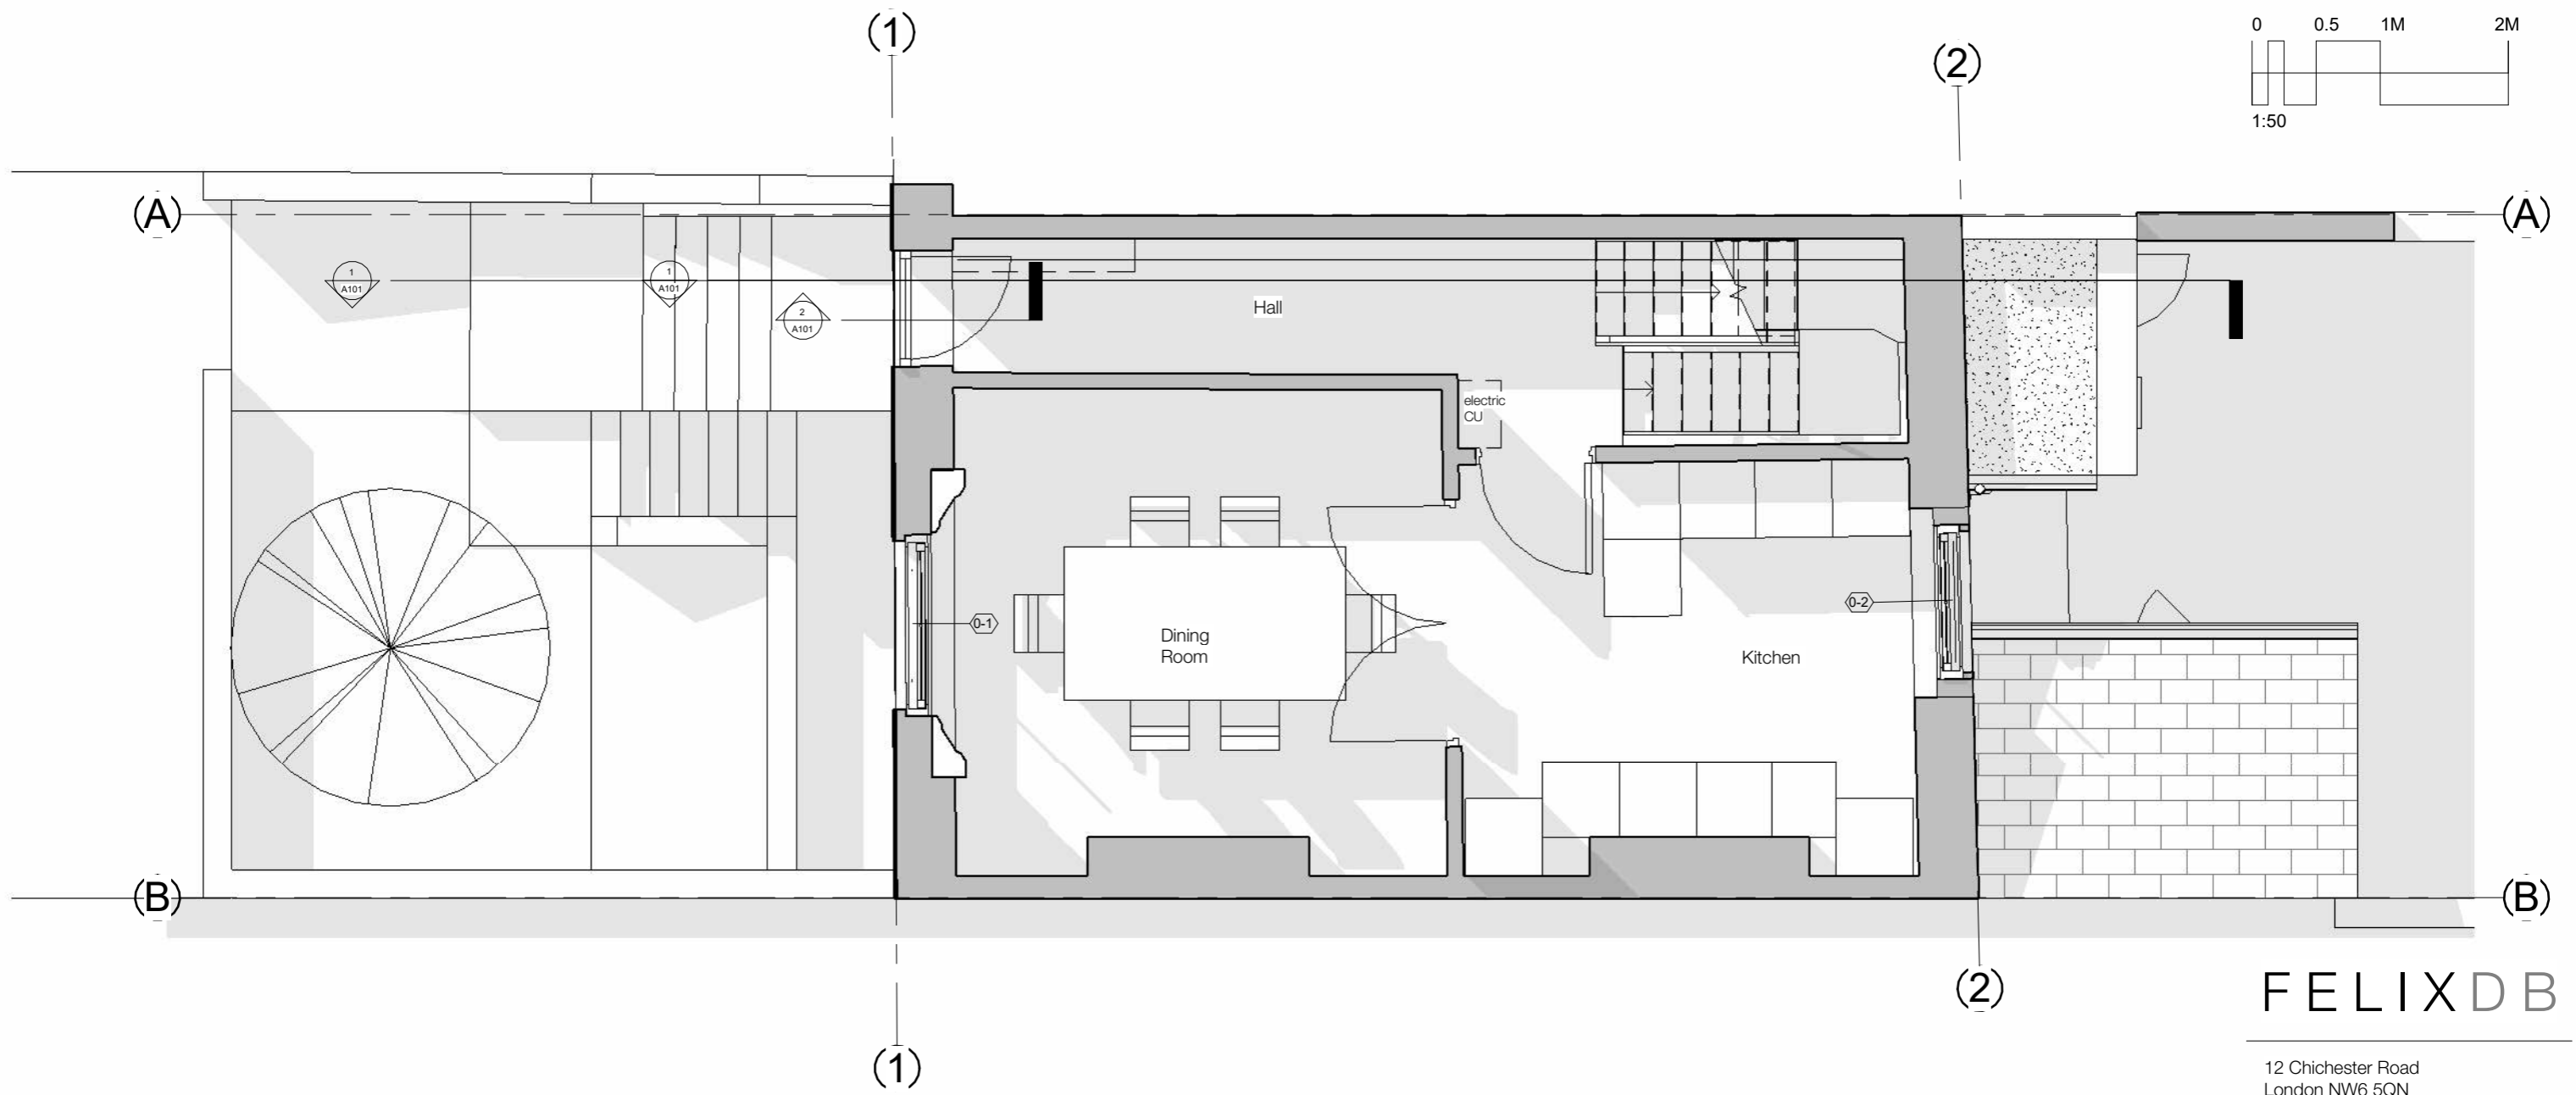 (1)
(2)
0 0.5 1M 2M
1:50
(A)
(A)
1
A101
1
A101
2
A101
Hall
electric
CU
0-1
Dining
Room
0-2
Kitchen
(B)
(B)
(1)
(2)
FELIXDB
12 Chichester Road
London NW6 5QN